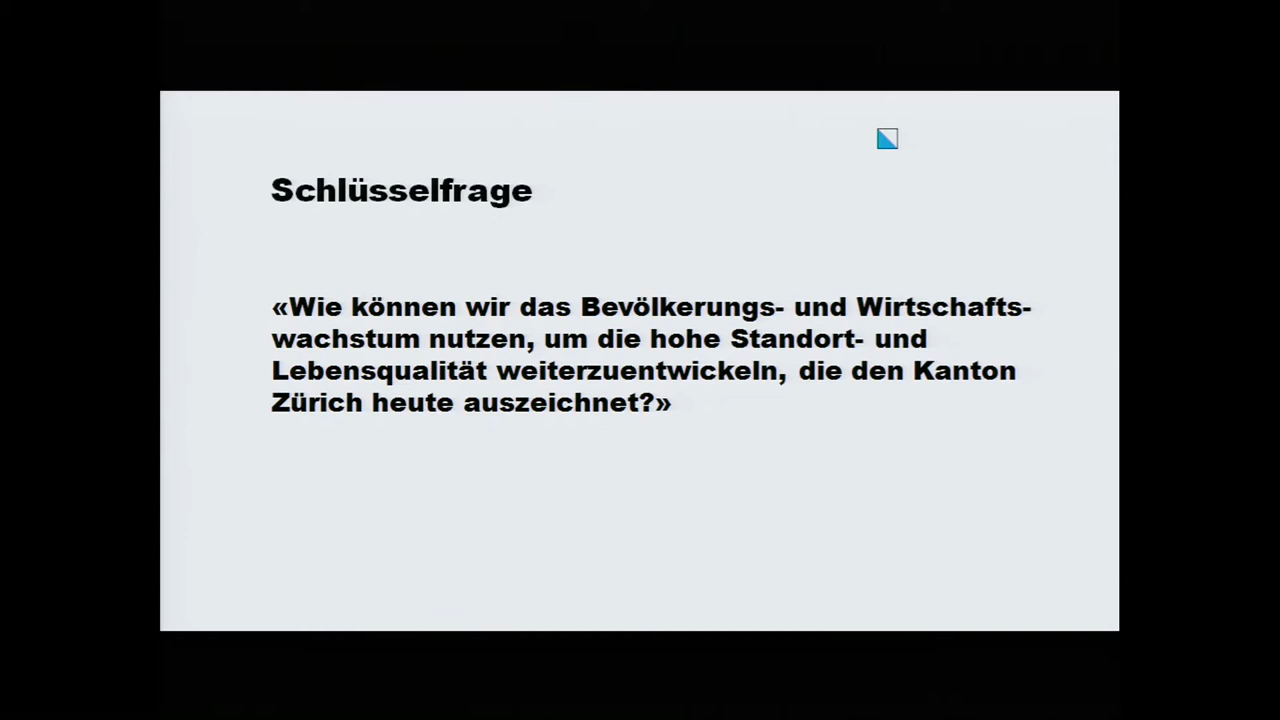 Schlüsselfrage
«Wie können wir das Bevölkerungs- und Wirtschafts-
wachstum nutzen, um die hohe Standort- und
Lebensqualität weiterzuentwickeln, die den Kanton
Zürich heute auszeichnet?»